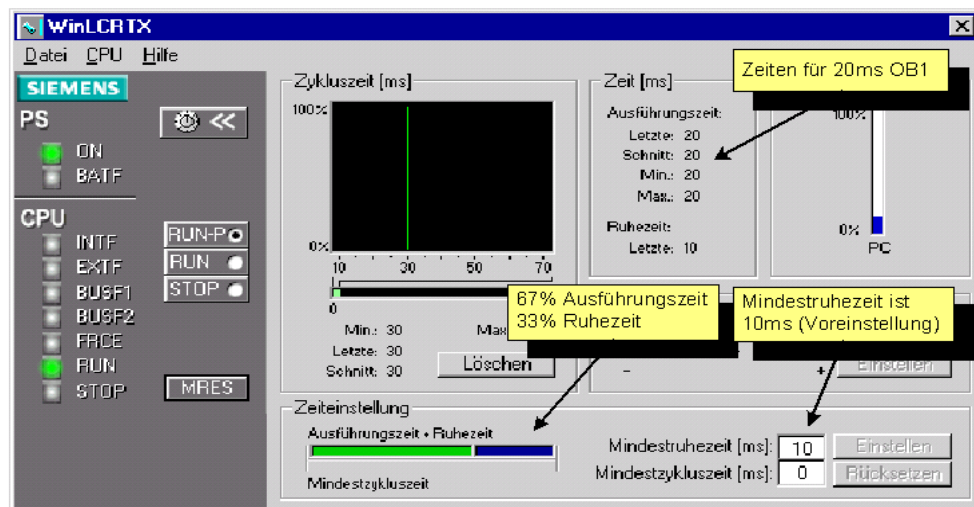 WinLCRTX
Datei CPU Hilfe
SIEMENS
PS
ON
BATF
CPU
INTF
EXTF
BUSF1
BUSF2
FRCE
RUN
STOP
RUN-P
RUN
STOP
MRES
Zykluszeit [ms]
100%
0%
10 30 50 70
0
Min.: 30
Max
Letzte: 30
Schnitt: 30
Löschen
Zeit [ms]
Ausführungszeit:
Letzte: 20
Schnitt: 20
Min.: 20
Max.: 20
Ruhezeit:
Letzte: 10
Zeiten für 20ms OB1
100%
0%
PC
67% Ausführungszeit
33% Ruhezeit
Mindestruhezeit ist
10ms (Voreinstellung)
- +
Einstellen
Zeiteinstellung
Ausführungszeit + Ruhezeit
Mindestzykluszeit
Mindestruhezeit [ms]: 10 Einstellen
Mindestzykluszeit [ms]: 0 Rücksetzen